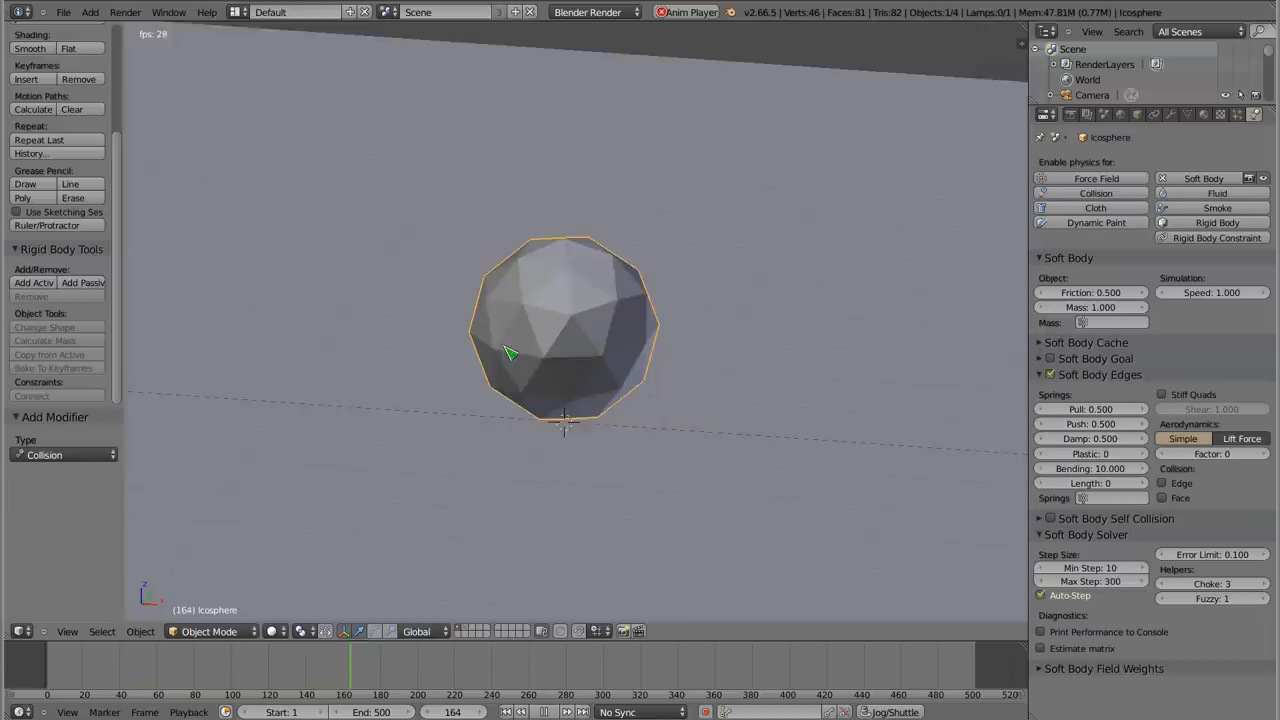 File Add Render Window Help Default Scene 3 Blender Render Anim Player v2.66.5 | Verts:46 | Faces:81 | Tris:82 | Objects:1/4 | Lamps:0/1 | Mem:47.81M (0.77M) | Icosphere
Shading:
Smooth Flat
Keyframes:
Insert Remove
Motion Paths:
Calculate Clear
Repeat:
Repeat Last
History...
Grease Pencil:
Draw Line
Poly Erase
Use Sketching Ses
Ruler/Protractor
Rigid Body Tools
Add/Remove:
Add Activ Add Passiv
Remove
Object Tools:
Change Shape
Calculate Mass
Copy from Active
Bake To Keyframes
Constraints:
Connect
Add Modifier
Type
Collision
fps: 28
z
x
(164) Icosphere
View Select Object Object Mode Global
View Search All Scenes
Scene
RenderLayers
World
Camera
Icosphere
Enable physics for:
Force Field Soft Body
Collision Fluid
Cloth Smoke
Dynamic Paint Rigid Body
Rigid Body Constraint
Soft Body
Object: Simulation:
Friction: 0.500 Speed: 1.000
Mass: 1.000
Mass:
Soft Body Cache
Soft Body Goal
Soft Body Edges
Springs: Stiff Quads
Pull: 0.500 Shear: 1.000
Push: 0.500 Aerodynamics:
Damp: 0.500 Simple Lift Force
Plastic: 0 Factor: 0
Bending: 10.000 Collision:
Length: 0 Edge
Springs Face
Soft Body Self Collision
Soft Body Solver
Step Size: Error Limit: 0.100
Min Step: 10 Helpers:
Max Step: 300 Choke: 3
Auto-Step Fuzzy: 1
Diagnostics:
Print Performance to Console
Estimate matrix
Soft Body Field Weights
0 20 40 60 80 100 120 140 160 180 200 220 240 260 280 300 320 340 360 380 400 420 440 460 480 500 520
View Marker Frame Playback Start: 1 End: 500 164 No Sync Jog/Shuttle